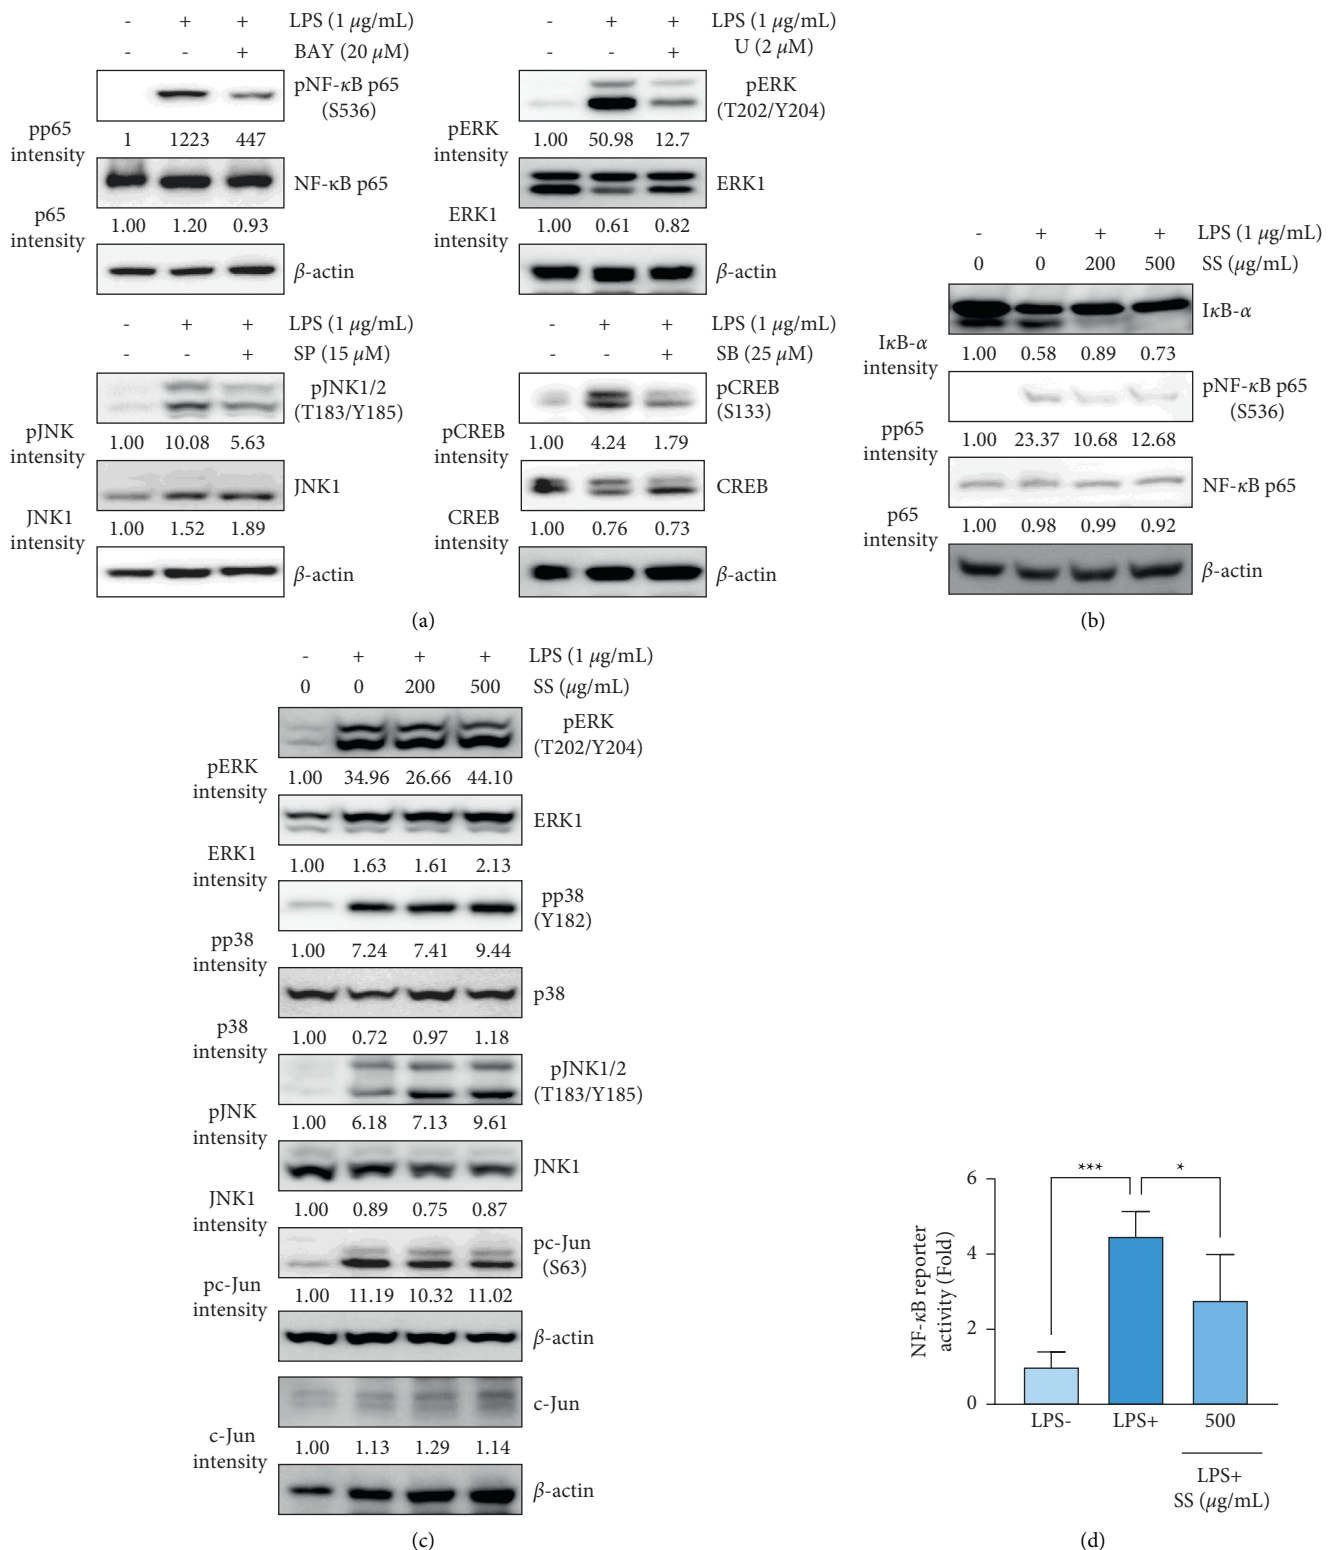 - + + LPS (1 μg/mL)
- - + BAY (20 μM)
pNF-κB p65
(S536)
pp65
intensity
1 1223 447
NF-κB p65
p65
intensity
1.00 1.20 0.93
β-actin
- + + LPS (1 μg/mL)
- - + U (2 μM)
pERK
(T202/Y204)
pERK
intensity
1.00 50.98 12.7
ERK1
ERK1
intensity
1.00 0.61 0.82
β-actin
- + + LPS (1 μg/mL)
- - + SP (15 μM)
pJNK1/2
(T183/Y185)
pJNK
intensity
1.00 10.08 5.63
JNK1
JNK1
intensity
1.00 1.52 1.89
β-actin
- + + LPS (1 μg/mL)
- - + SB (25 μM)
pCREB
(S133)
pCREB
intensity
1.00 4.24 1.79
CREB
CREB
intensity
1.00 0.76 0.73
β-actin
(a)
- + + + LPS (1 μg/mL)
0 0 200 500 SS (μg/mL)
IκB-α
IκB-α
intensity
1.00 0.58 0.89 0.73
pNF-κB p65
(S536)
pp65
intensity
1.00 23.37 10.68 12.68
NF-κB p65
p65
intensity
1.00 0.98 0.99 0.92
β-actin
(b)
- + + + LPS (1 μg/mL)
0 0 200 500 SS (μg/mL)
pERK
(T202/Y204)
pERK
intensity
1.00 34.96 26.66 44.10
ERK1
ERK1
intensity
1.00 1.63 1.61 2.13
pp38
(Y182)
pp38
intensity
1.00 7.24 7.41 9.44
p38
p38
intensity
1.00 0.72 0.97 1.18
pJNK1/2
(T183/Y185)
pJNK
intensity
1.00 6.18 7.13 9.61
JNK1
JNK1
intensity
1.00 0.89 0.75 0.87
pc-Jun
(S63)
pc-Jun
intensity
1.00 11.19 10.32 11.02
β-actin
c-Jun
c-Jun
intensity
1.00 1.13 1.29 1.14
β-actin
(c)
NF-κB reporter
activity (Fold)
6
4
2
0
*** *
LPS- LPS+ 500
LPS+
SS (μg/mL)
(d)